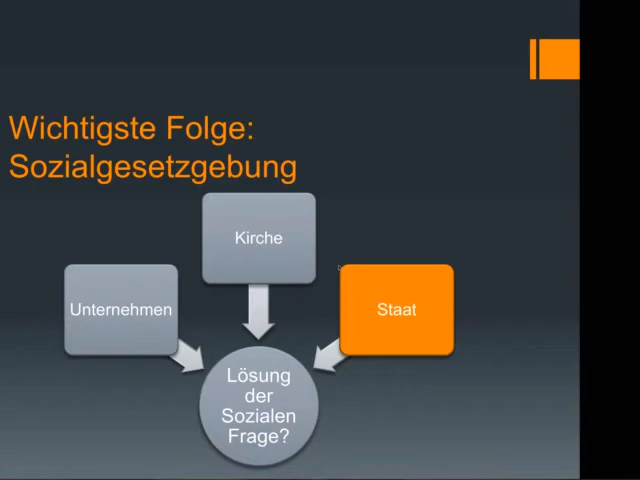 Wichtigste Folge:
Sozialgesetzgebung
Kirche
Unternehmen
Staat
Lösung
der
Sozialen
Frage?